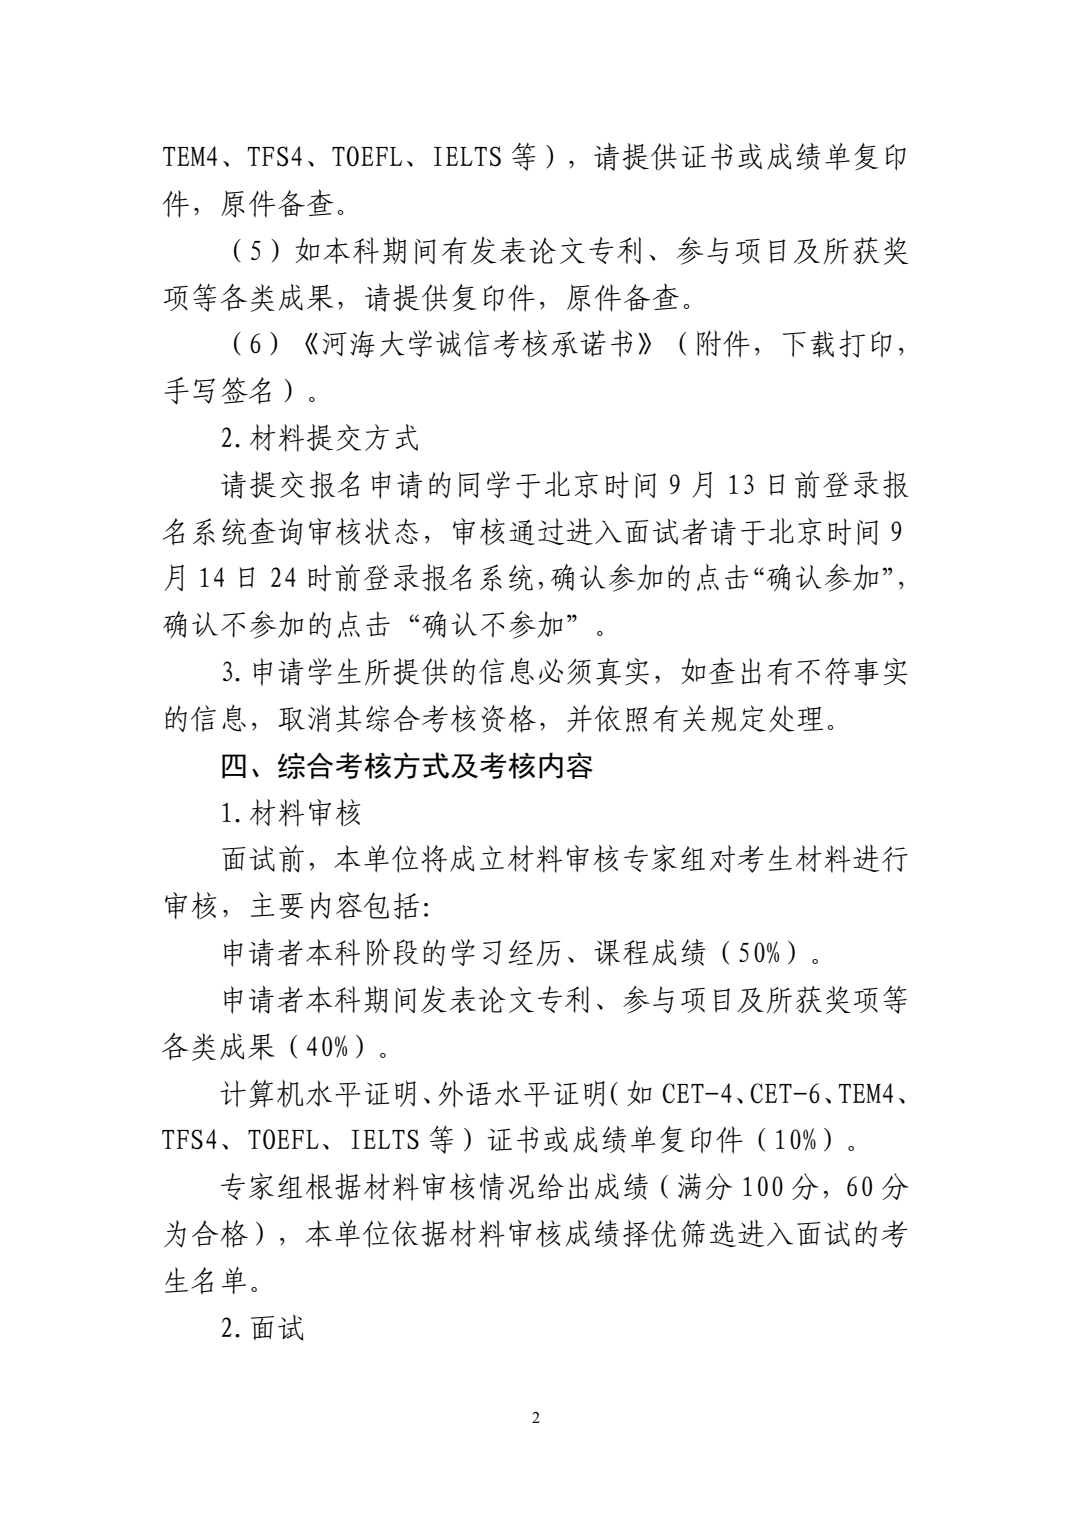 TEM4、TFS4、TOEFL、IELTS 等），请提供证书或成绩单复印
件，原件备查。
（5）如本科期间有发表论文专利、参与项目及所获奖
项等各类成果，请提供复印件，原件备查。
（6）《河海大学诚信考核承诺书》（附件，下载打印，
手写签名）。
2.材料提交方式
请提交报名申请的同学于北京时间 9 月 13 日前登录报
名系统查询审核状态，审核通过进入面试者请于北京时间 9
月 14 日 24 时前登录报名系统，确认参加的点击“确认参加”，
确认不参加的点击 “确认不参加” 。
3.申请学生所提供的信息必须真实，如查出有不符事实
的信息，取消其综合考核资格，并依照有关规定处理。
四、综合考核方式及考核内容
1.材料审核
面试前，本单位将成立材料审核专家组对考生材料进行
审核，主要内容包括：
申请者本科阶段的学习经历、课程成绩（50%）。
申请者本科期间发表论文专利、参与项目及所获奖项等
各类成果（40%）。
计算机水平证明、外语水平证明（如 CET-4、CET-6、TEM4、
TFS4、TOEFL、IELTS 等）证书或成绩单复印件（10%）。
专家组根据材料审核情况给出成绩（满分 100 分，60 分
为合格），本单位依据材料审核成绩择优筛选进入面试的考
生名单。
2.面试
2